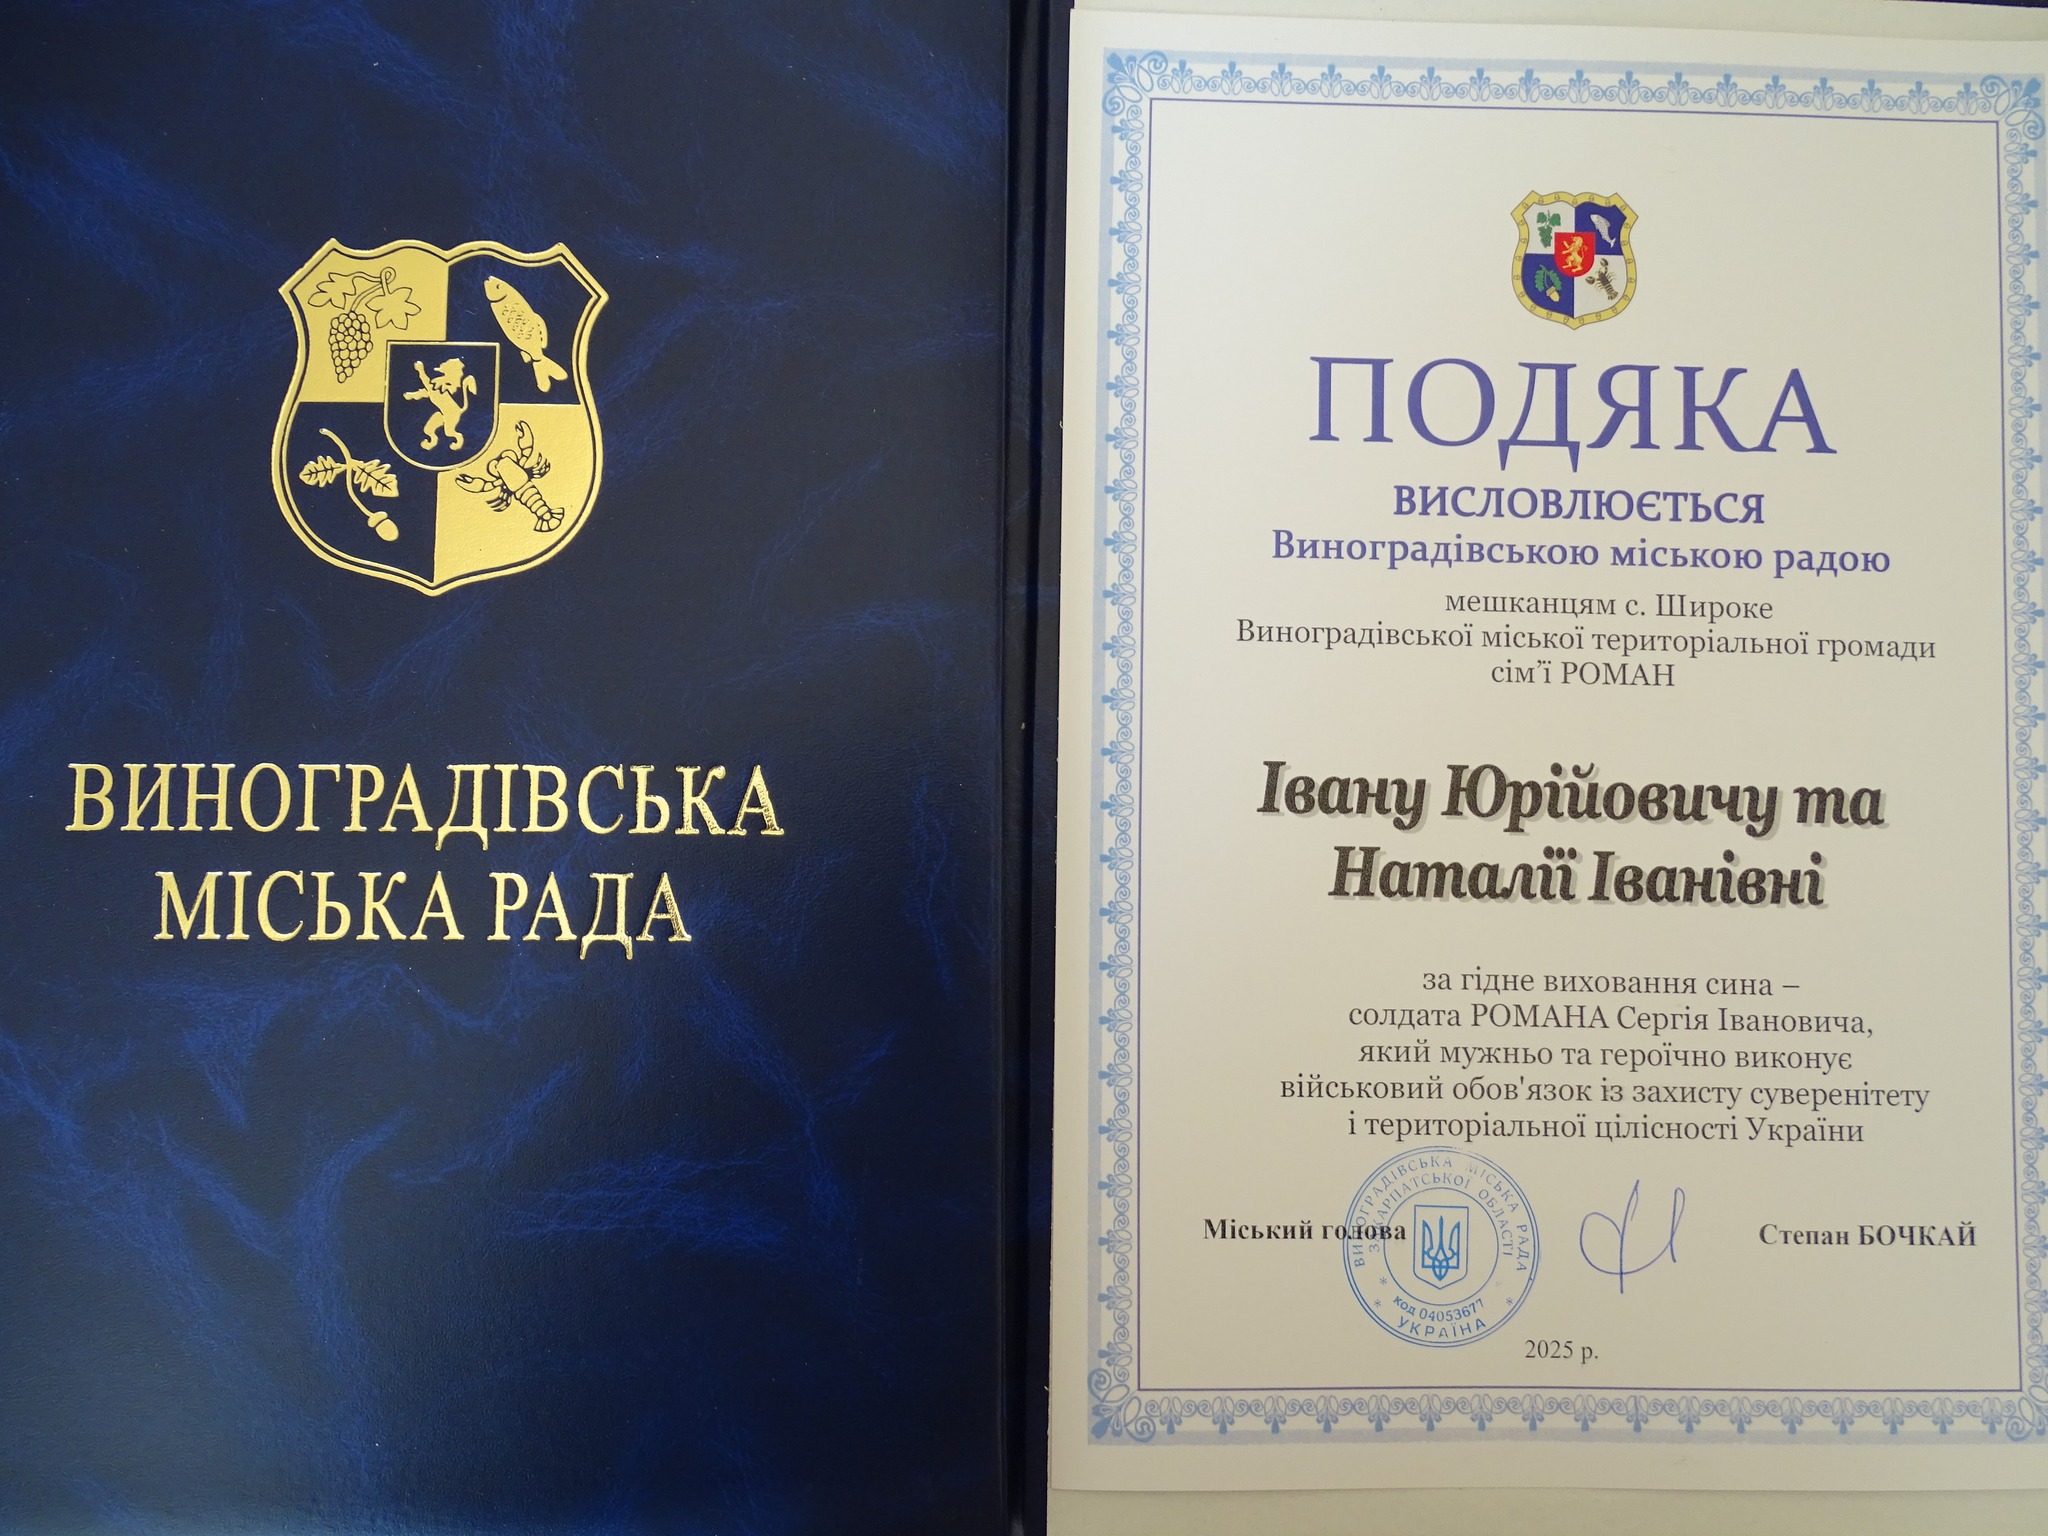 ВИНОГРАДІВСЬКА
МІСЬКА РАДА
ПОДЯКА
ВИСЛОВЛЮЄТЬСЯ
Виноградівською міською радою
мешканцям с. Широке
Виноградівської міської територіальної громади
сім’ї РОМАН
Івану Юрійовичу та
Наталії Іванівні
за гідне виховання сина –
солдата РОМАНА Сергія Івановича,
який мужньо та героїчно виконує
військовий обов'язок із захисту суверенітету
і територіальної цілісності України
Міський голова
Степан БОЧКАЙ
ВИНОГРАДІВСЬКА МІСЬКА РАДА
ЗАКАРПАТСЬКОЇ ОБЛАСТІ
код 04053677
* УКРАЇНА *
2025 р.